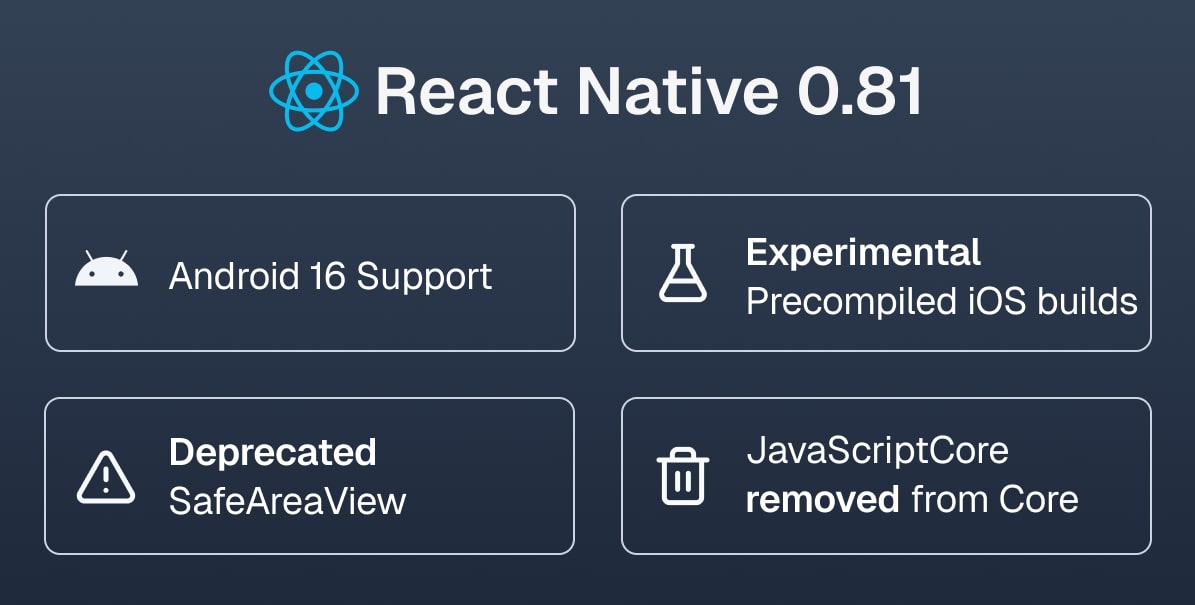 React Native 0.81
Android 16 Support
Experimental
Precompiled iOS builds
Deprecated
SafeAreaView
JavaScriptCore
removed from Core